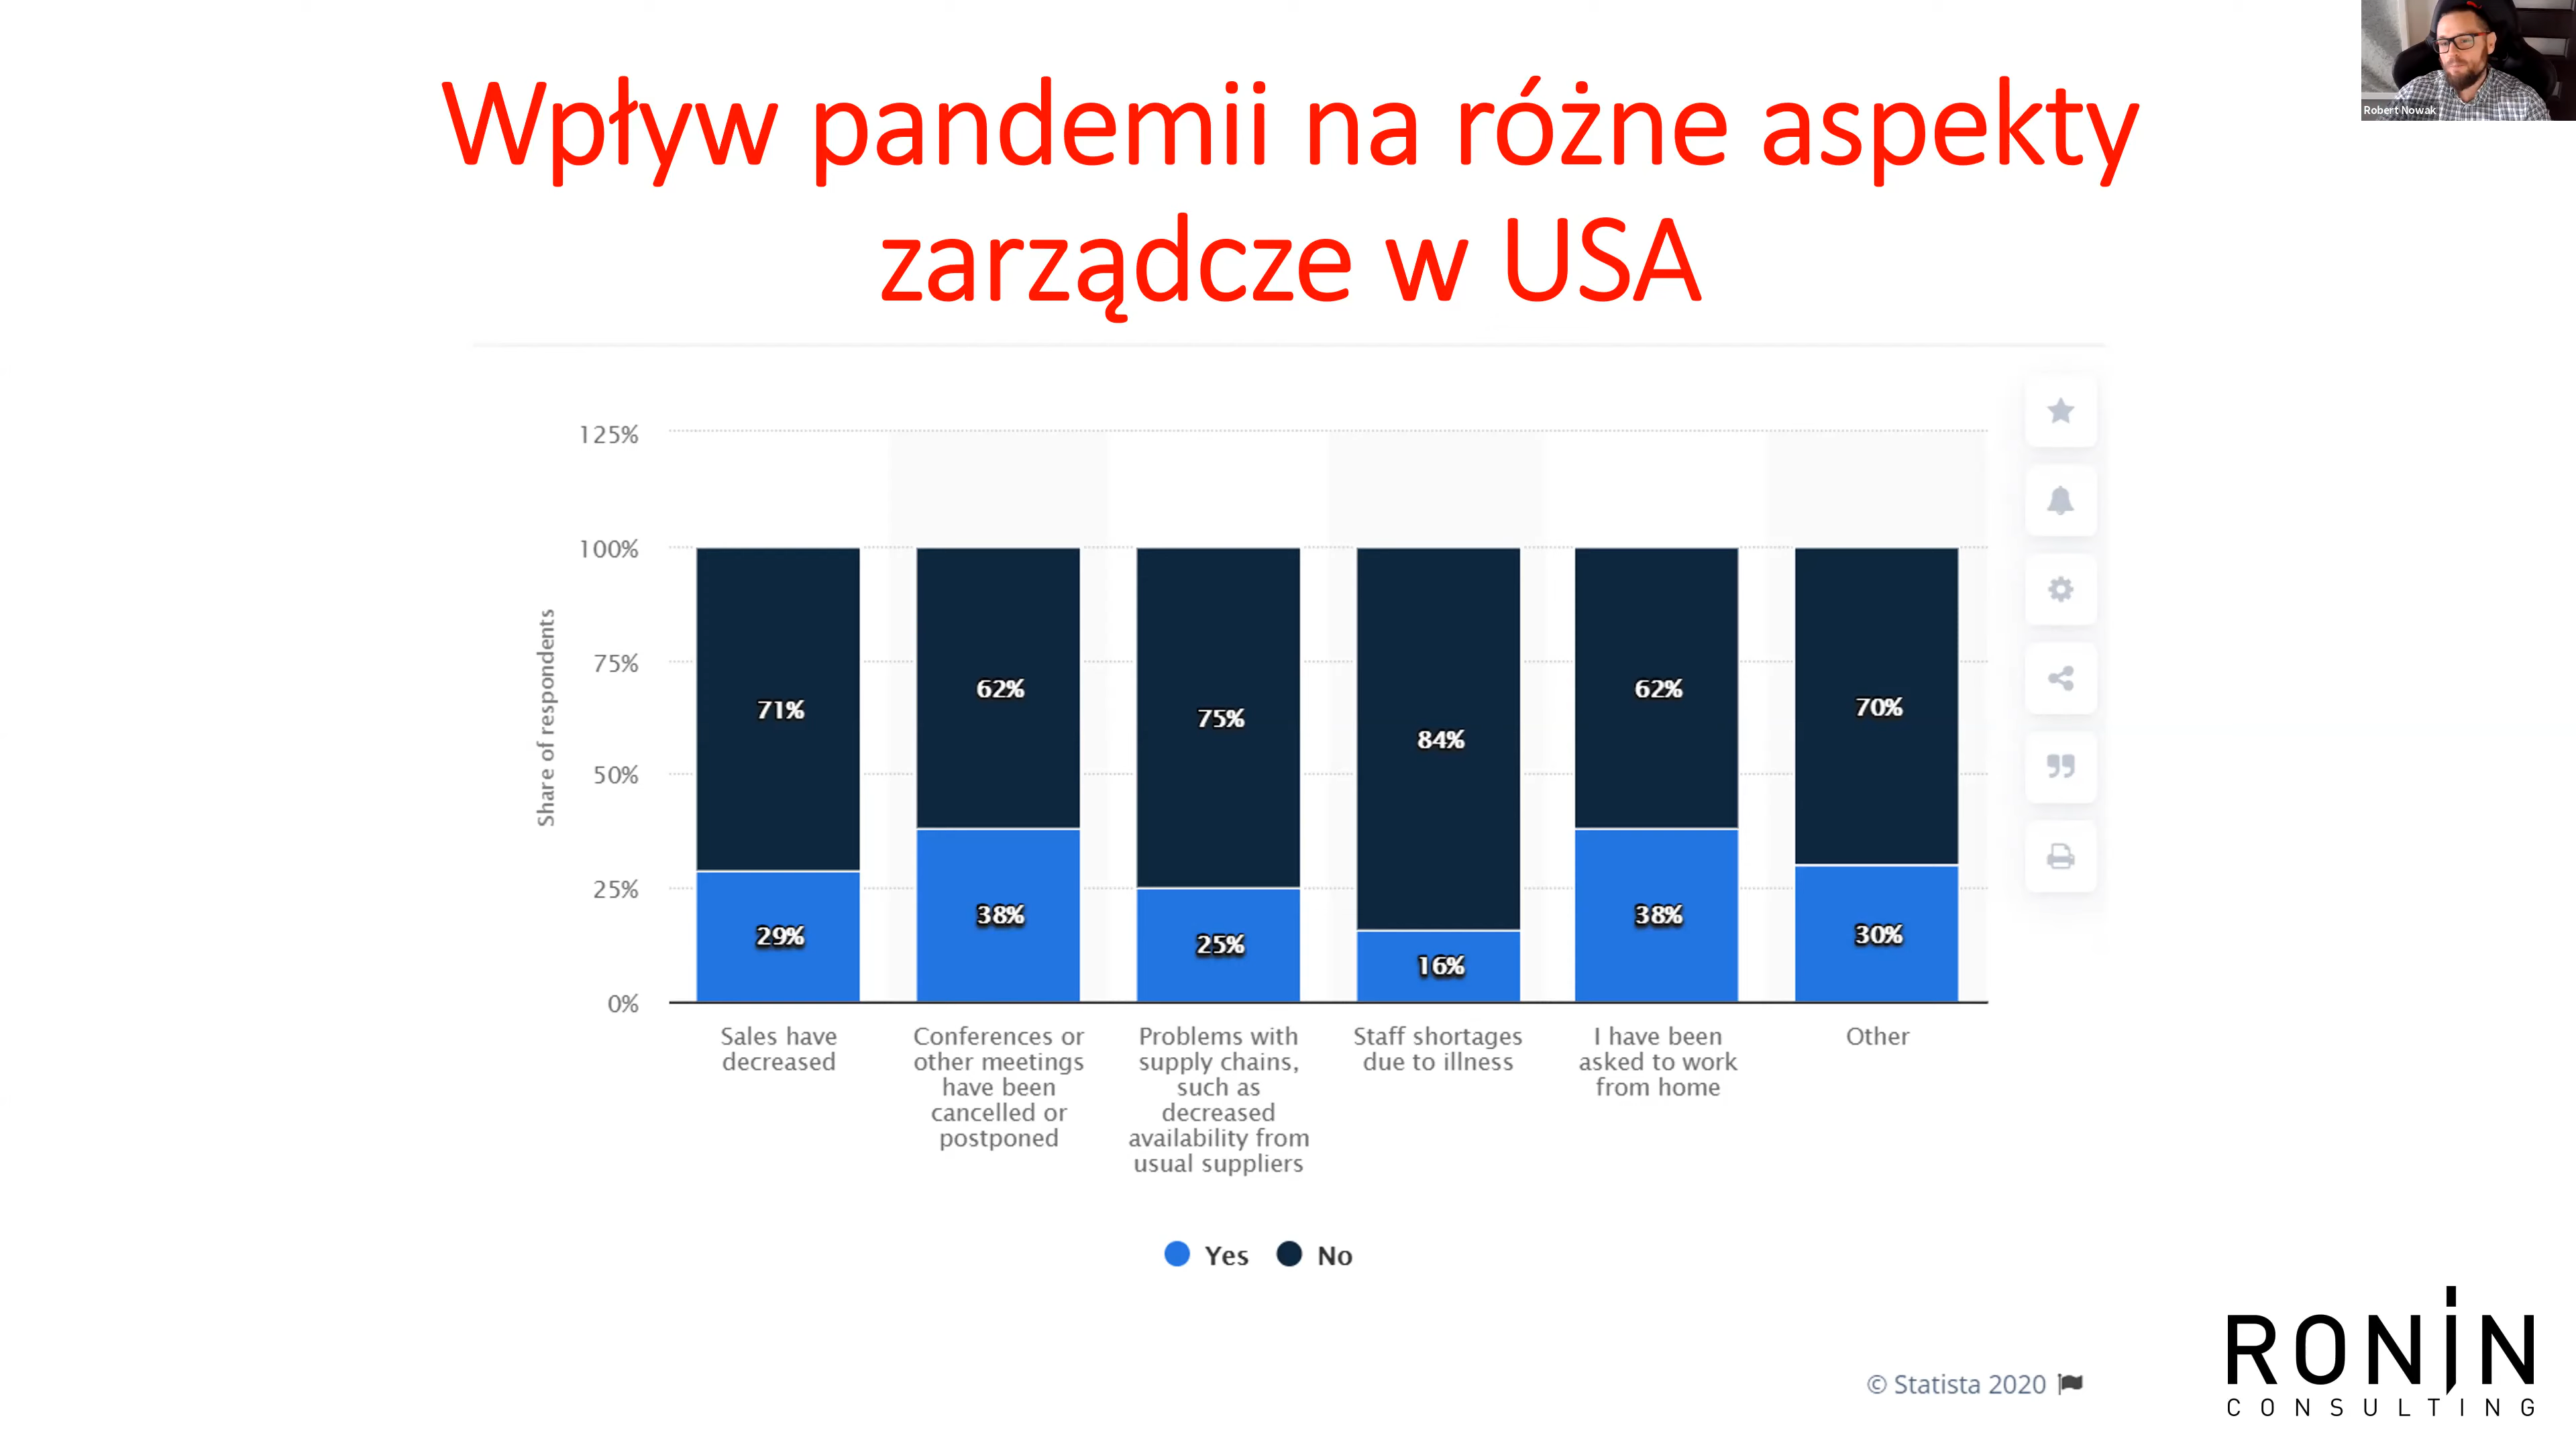 Wpływ pandemii na różne aspekty
zarządcze w USA
Robert Nowak
Share of respondents
125%
100%
75%
50%
25%
0%
71%
62%
75%
84%
62%
70%
29%
38%
25%
16%
38%
30%
Sales have
decreased
Conferences or
other meetings
have been
cancelled or
postponed
Problems with
supply chains,
such as
decreased
availability from
usual suppliers
Staff shortages
due to illness
I have been
asked to work
from home
Other
Yes
No
© Statista 2020
RONIN
CONSULTING